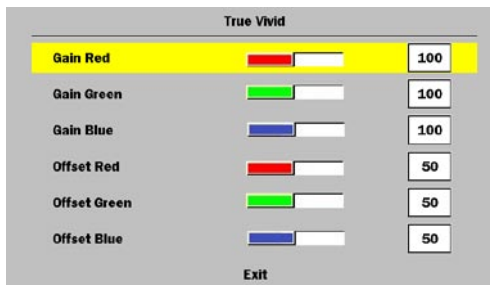 True Vivid
Gain Red 100
Gain Green 100
Gain Blue 100
Offset Red 50
Offset Green 50
Offset Blue 50
Exit